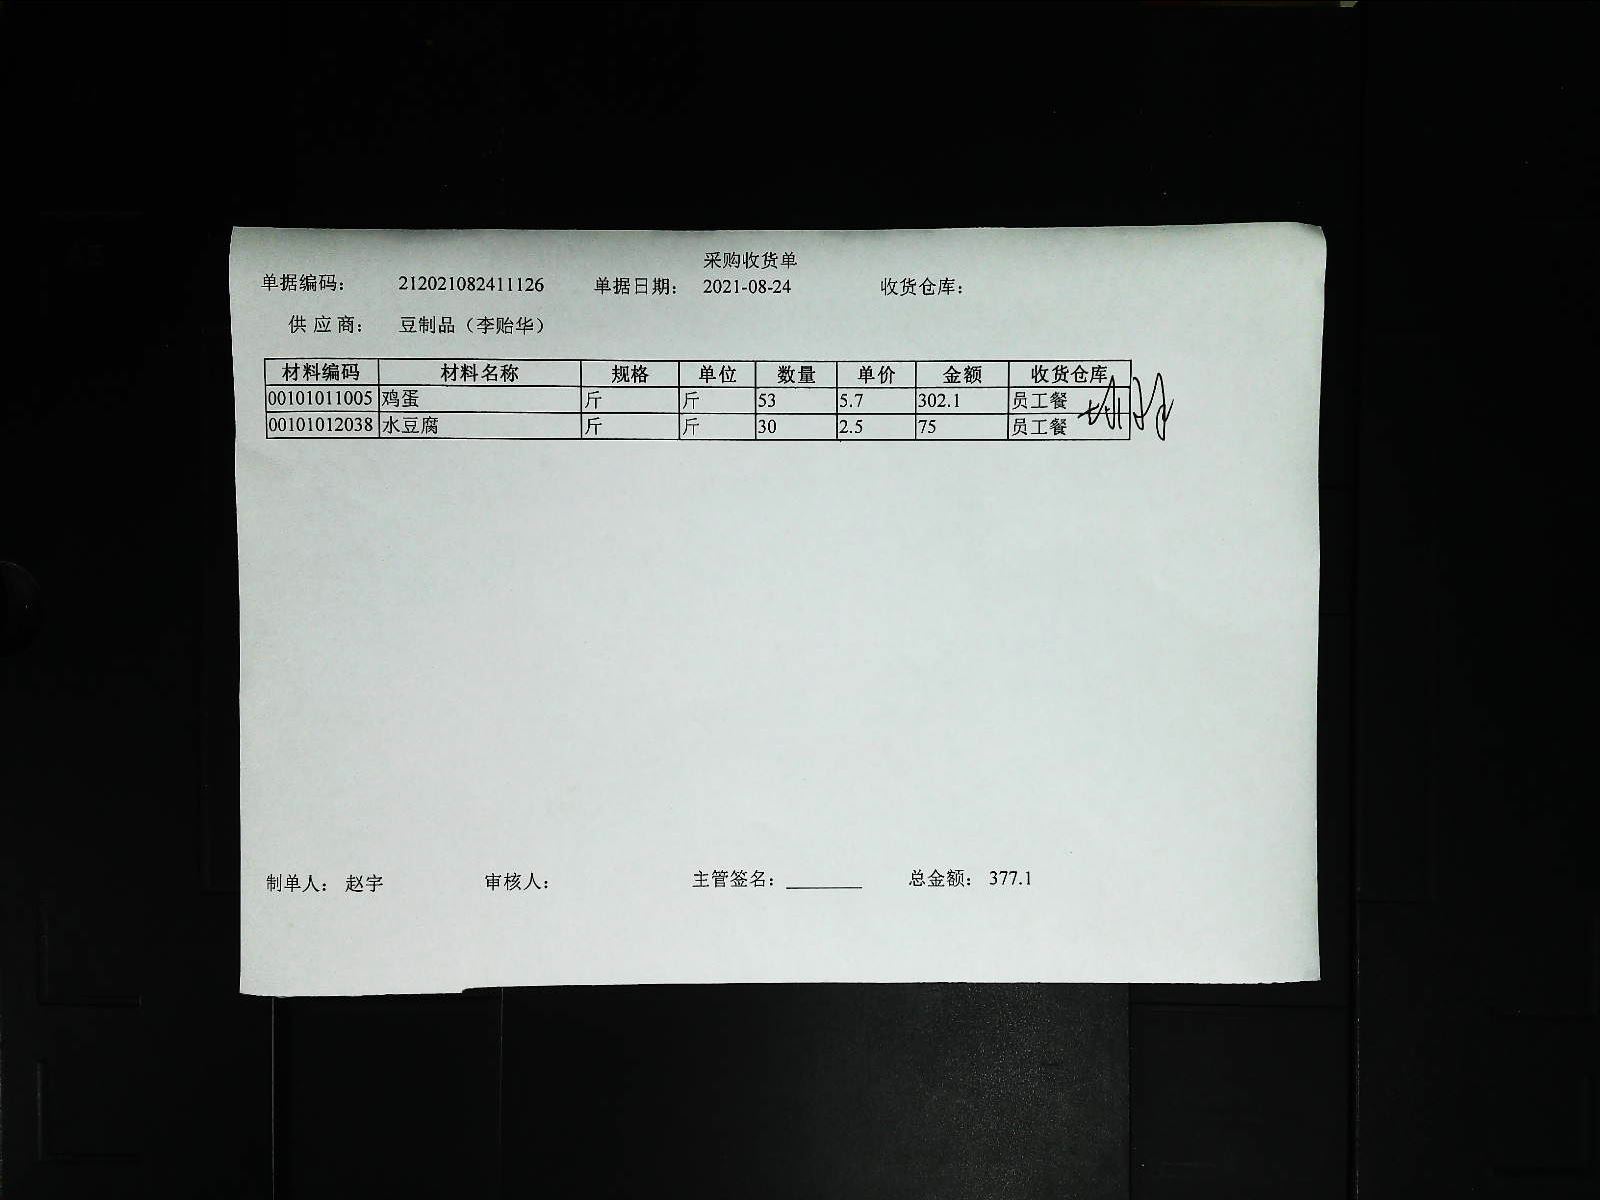 采购收货单
单据编码： 212021082411126 单据日期： 2021-08-24 收货仓库：
供应商： 豆制品（李贻华）
材料编码 材料名称 规格 单位 数量 单价 金额 收货仓库
00101011005 鸡蛋 斤 斤 53 5.7 302.1 员工餐
00101012038 水豆腐 斤 斤 30 2.5 75 员工餐
制单人： 赵宇 审核人： 主管签名： 总金额： 377.1